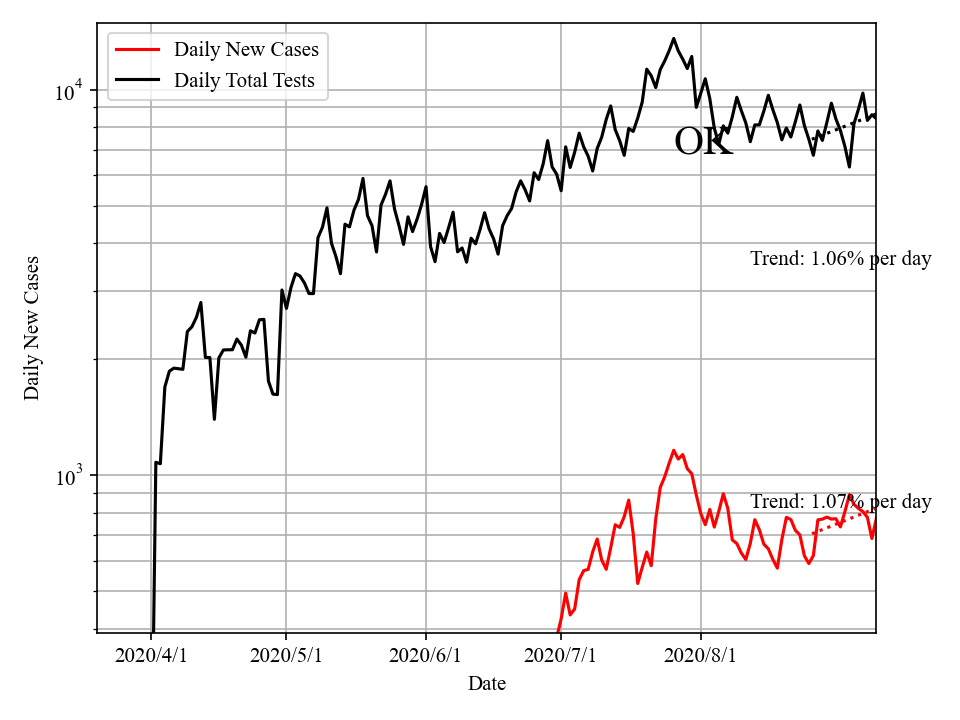 Daily New Cases
Daily Total Tests
10^4
OK
Trend: 1.06% per day
Daily New Cases
10^3
Trend: 1.07% per day
2020/4/1 2020/5/1 2020/6/1 2020/7/1 2020/8/1
Date